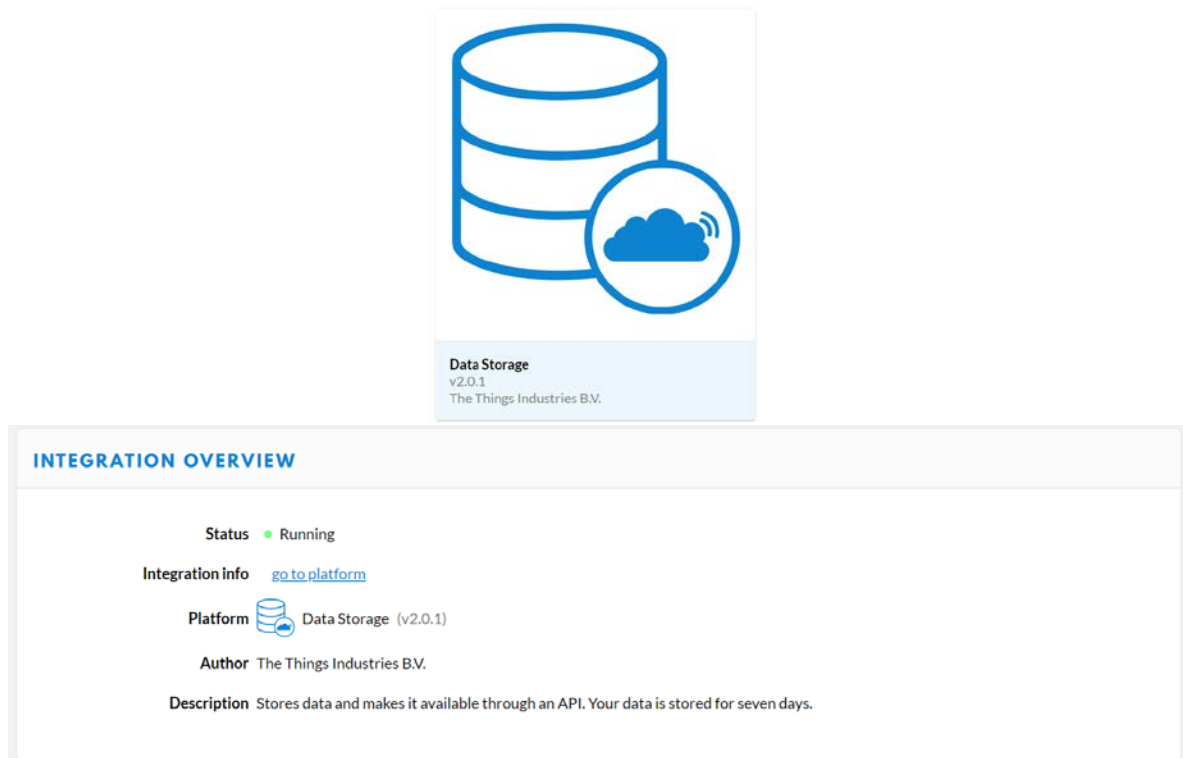 Data Storage
v2.0.1
The Things Industries B.V.
INTEGRATION OVERVIEW
Status Running
Integration info go to platform
Platform Data Storage (v2.0.1)
Author The Things Industries B.V.
Description Stores data and makes it available through an API. Your data is stored for seven days.